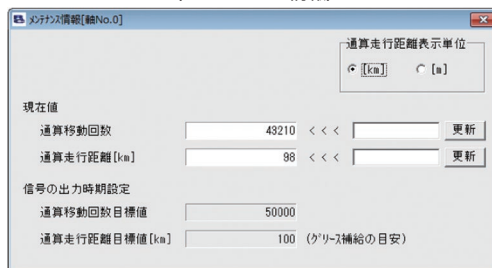 ﾒﾝﾃﾅﾝｽ情報[軸No.0]
通算走行距離表示単位
[km] [m]
現在値
通算移動回数 43210 < < < 更新
通算走行距離[km] 98 < < < 更新
信号の出力時期設定
通算移動回数目標値 50000
通算走行距離目標値[km] 100 (ｸﾞﾘｰｽ補給の目安)